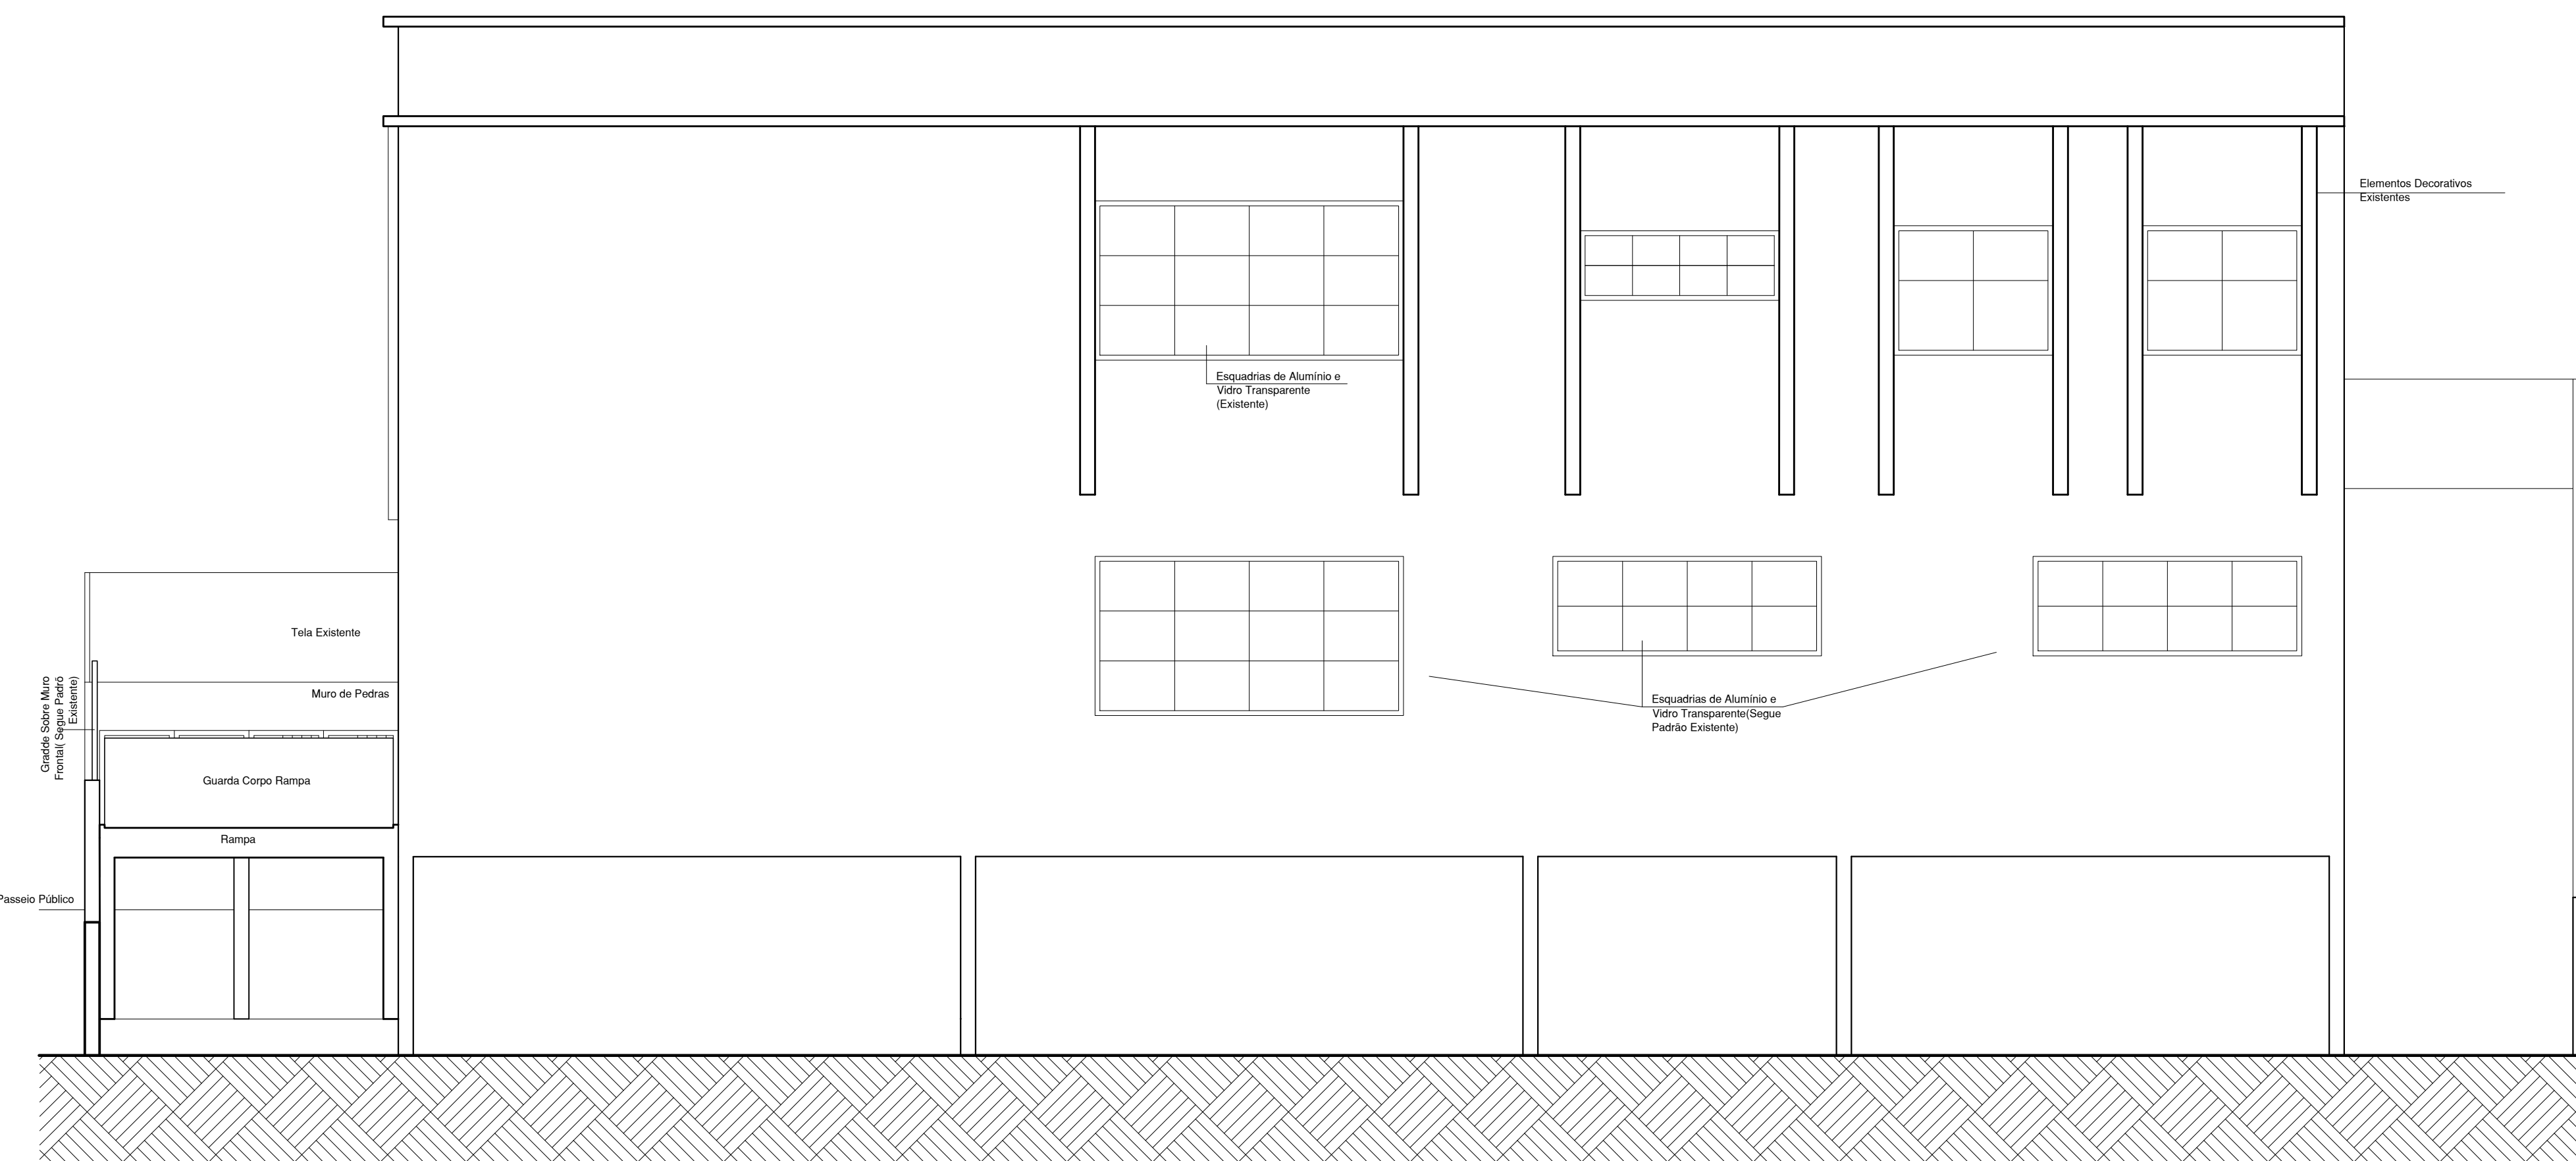 Elementos Decorativos
Existentes
Esquadrias de Alumínio e
Vidro Transparente
(Existente)
Tela Existente
Muro de Pedras
Gradde Sobre Muro
Frontal( Segue Padrõ
Existente)
Esquadrias de Alumínio e
Vidro Transparente(Segue
Padrão Existente)
Guarda Corpo Rampa
Rampa
Passeio Público